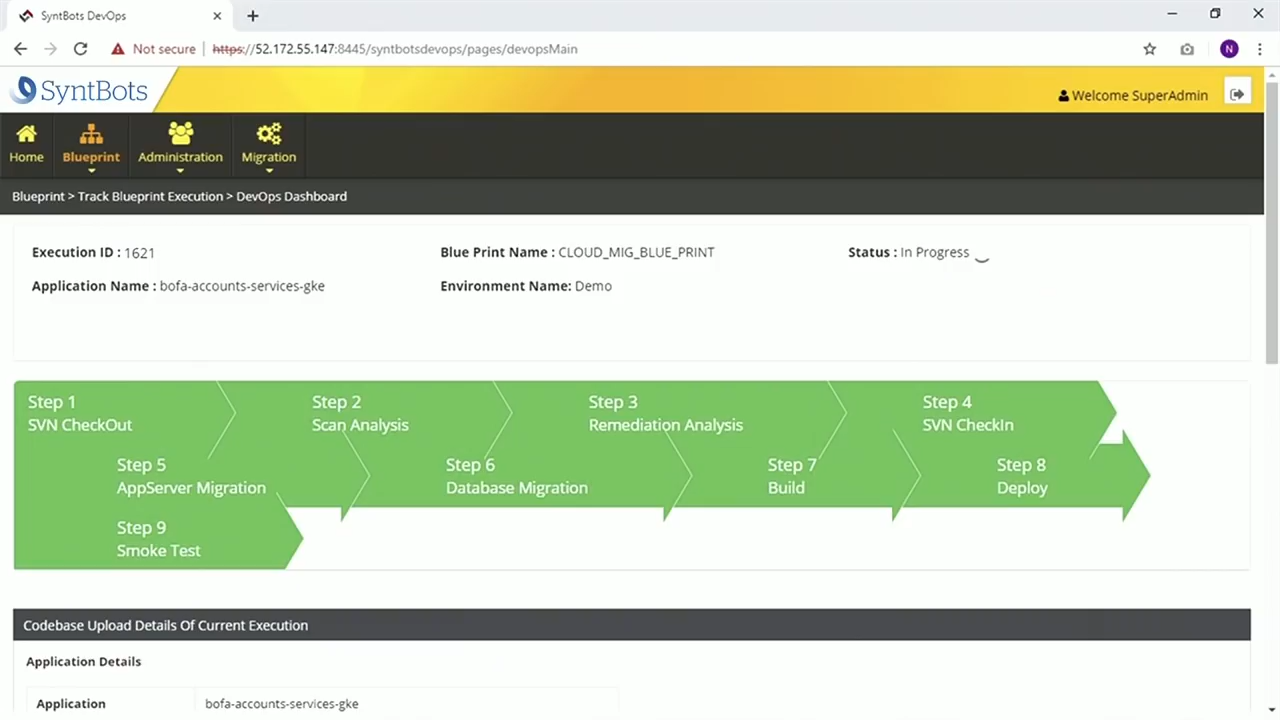 SyntBots DevOps
Not secure | https://52.172.55.147:8445/syntbotsdevops/pages/devopsMain
N
SyntBots
Welcome SuperAdmin
Home
Blueprint
Administration
Migration
Blueprint > Track Blueprint Execution > DevOps Dashboard
Execution ID : 1621
Blue Print Name : CLOUD_MIG_BLUE_PRINT
Status : In Progress
Application Name : bofa-accounts-services-gke
Environment Name: Demo
Step 1
SVN CheckOut
Step 2
Scan Analysis
Step 3
Remediation Analysis
Step 4
SVN CheckIn
Step 5
AppServer Migration
Step 6
Database Migration
Step 7
Build
Step 8
Deploy
Step 9
Smoke Test
Codebase Upload Details Of Current Execution
Application Details
Application
bofa-accounts-services-gke